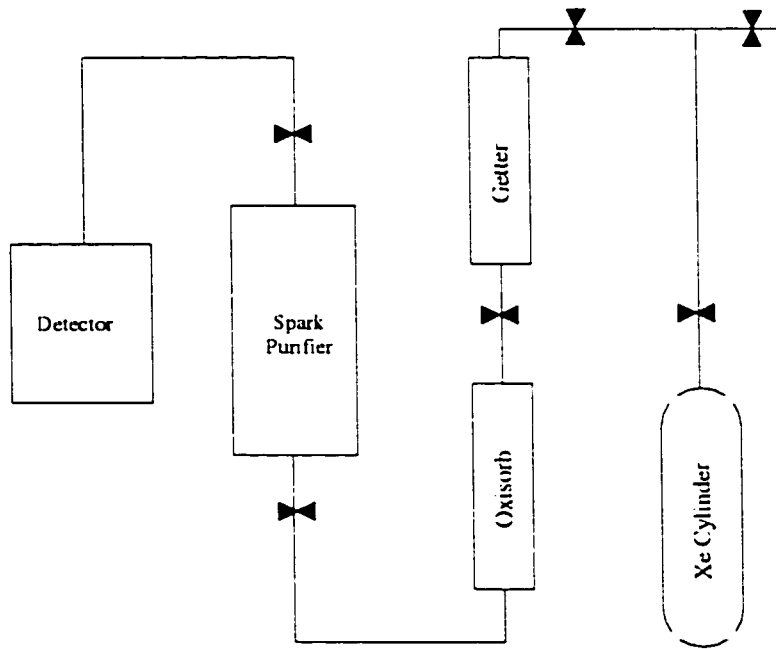 Detector
Spark
Purifier
Getter
Oxisorb
Xe Cylinder